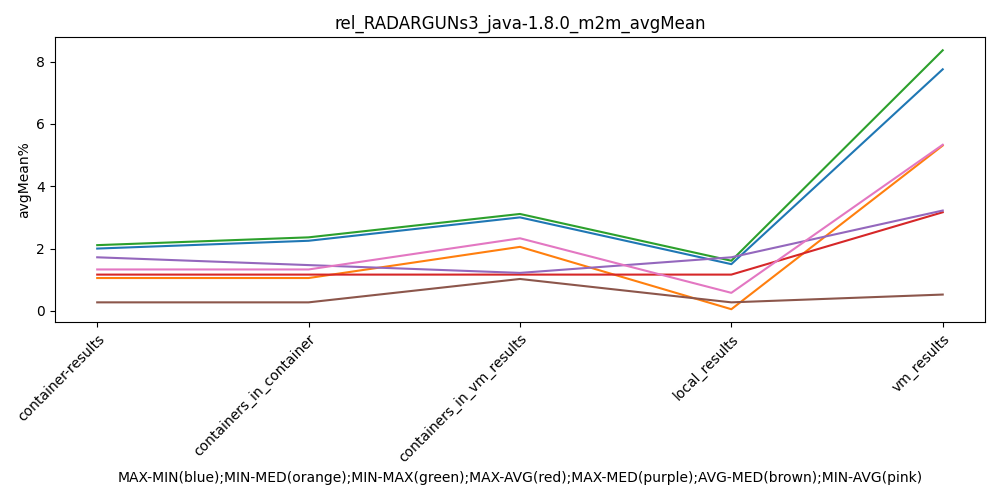 rel_RADARGUNs3_java-1.8.0_m2m_avgMean
avgMean%
8
6
4
2
0
container-results
containers_in_container
containers_in_vm_results
local_results
vm_results
MAX-MIN(blue);MIN-MED(orange);MIN-MAX(green);MAX-AVG(red);MAX-MED(purple);AVG-MED(brown);MIN-AVG(pink)